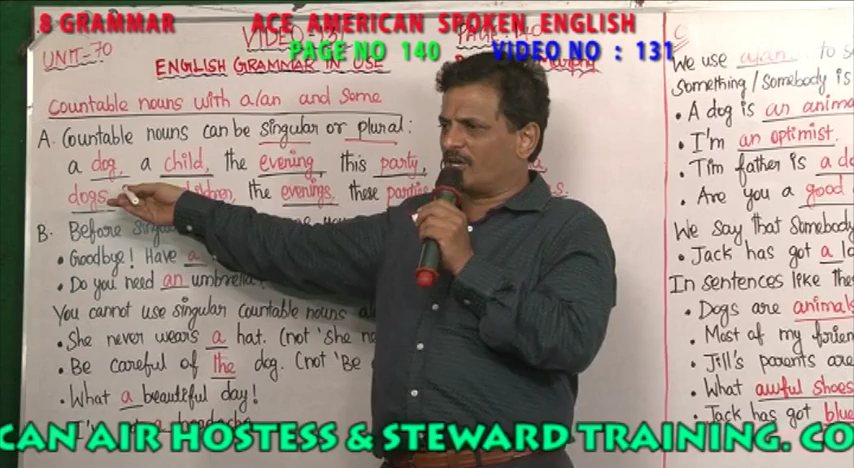 8 GRAMMAR ACE AMERICAN SPOKEN ENGLISH
PAGE NO 140 VIDEO NO : 131
UNIT-70 VIDEO-131
ENGLISH GRAMMAR IN USE
Countable nouns with a/an and some
A. Countable nouns can be singular or plural :
a dog, a child, the evening, this party,
dogs the evenings, these parties
B. Before
• Goodbye! Have a
• Do you need an umbrella
You cannot use singular countable nouns
• She never wears a hat. (not 'She
• Be careful of the dog. (not 'Be
• What a beautiful day!
a headache
C
We use a/an to
Something / Somebody is
• A dog is an
• I'm an optimist.
• Tim father is a
• Are you a good
We say that Somebody
• Jack has got a
In sentences like
• Dogs are animals
• Most of my
• Jill's parents are
• What awful shoes
• Jack has got blue
AIR HOSTESS & STEWARD TRAINING.